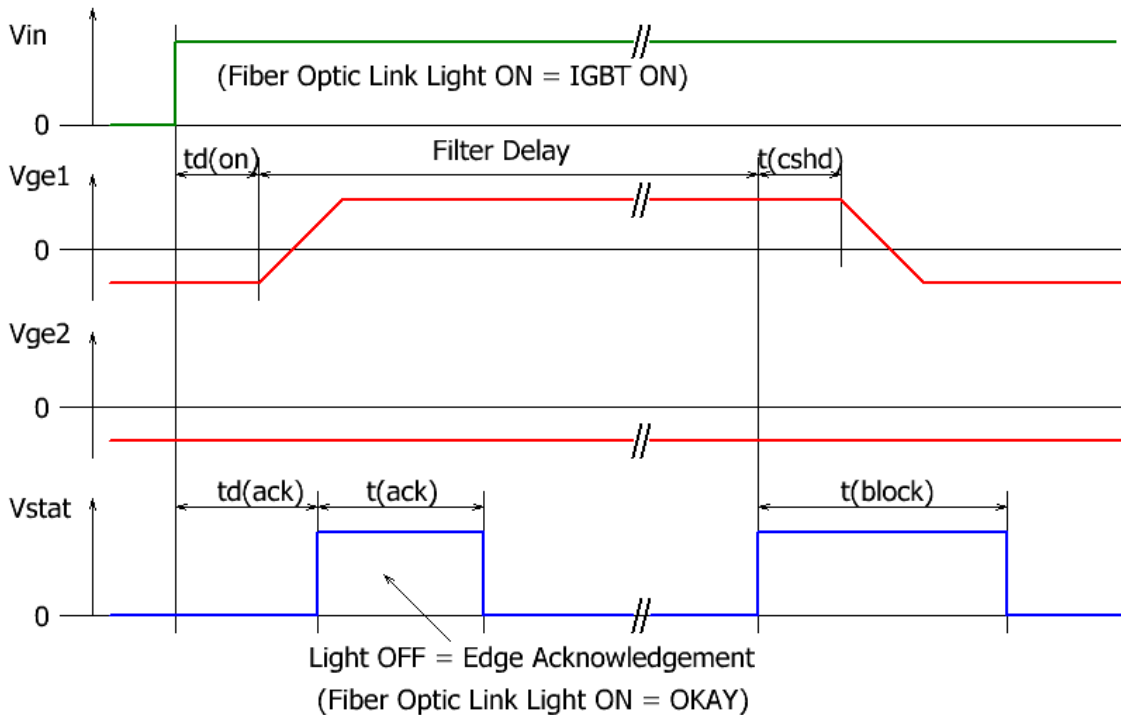 Vin
(Fiber Optic Link Light ON = IGBT ON)
0
td(on)
Filter Delay
t(cshd)
Vge1
0
Vge2
0
Vstat
td(ack)
t(ack)
t(block)
0
Light OFF = Edge Acknowledgement
(Fiber Optic Link Light ON = OKAY)